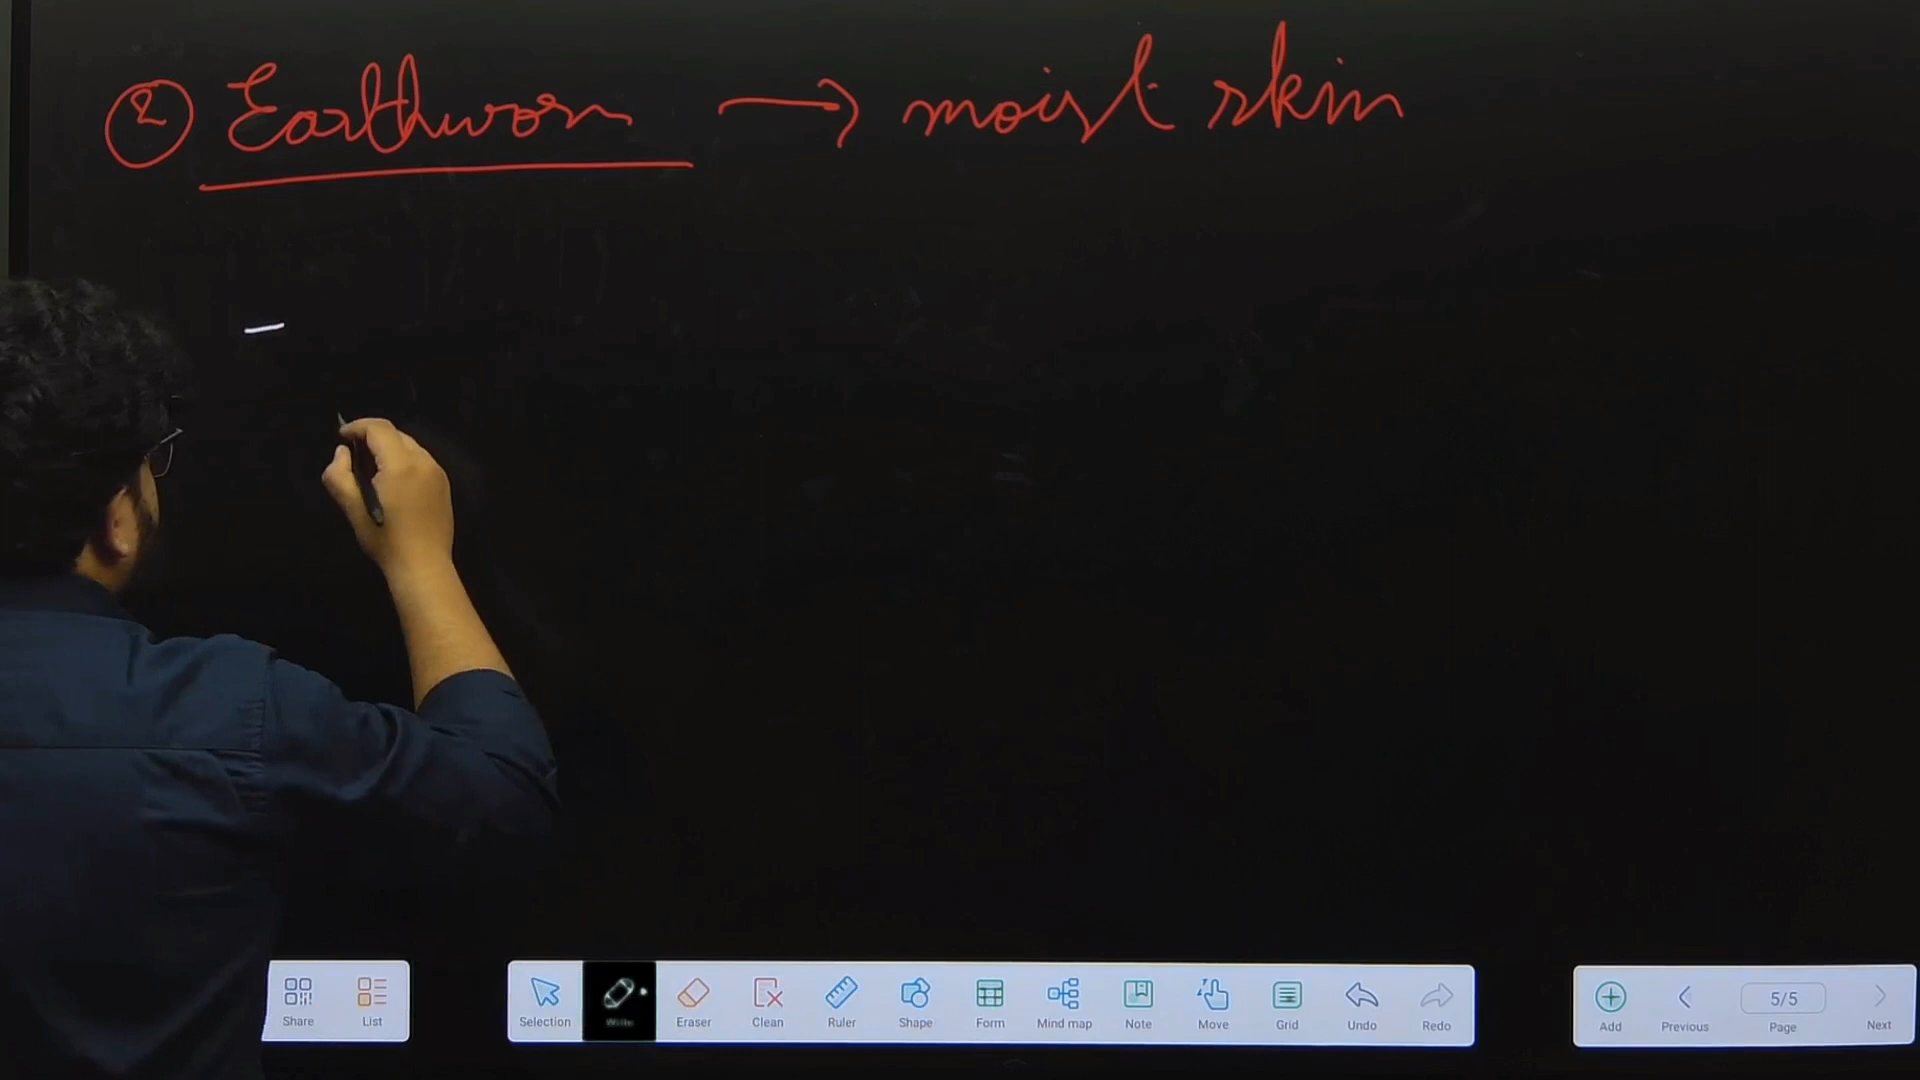 ② Earthworm → moist skin
–
Share List Selection Write Eraser Clean Ruler Shape Form Mind map Note Move Grid Undo Redo Add Previous 5/5 Page Next